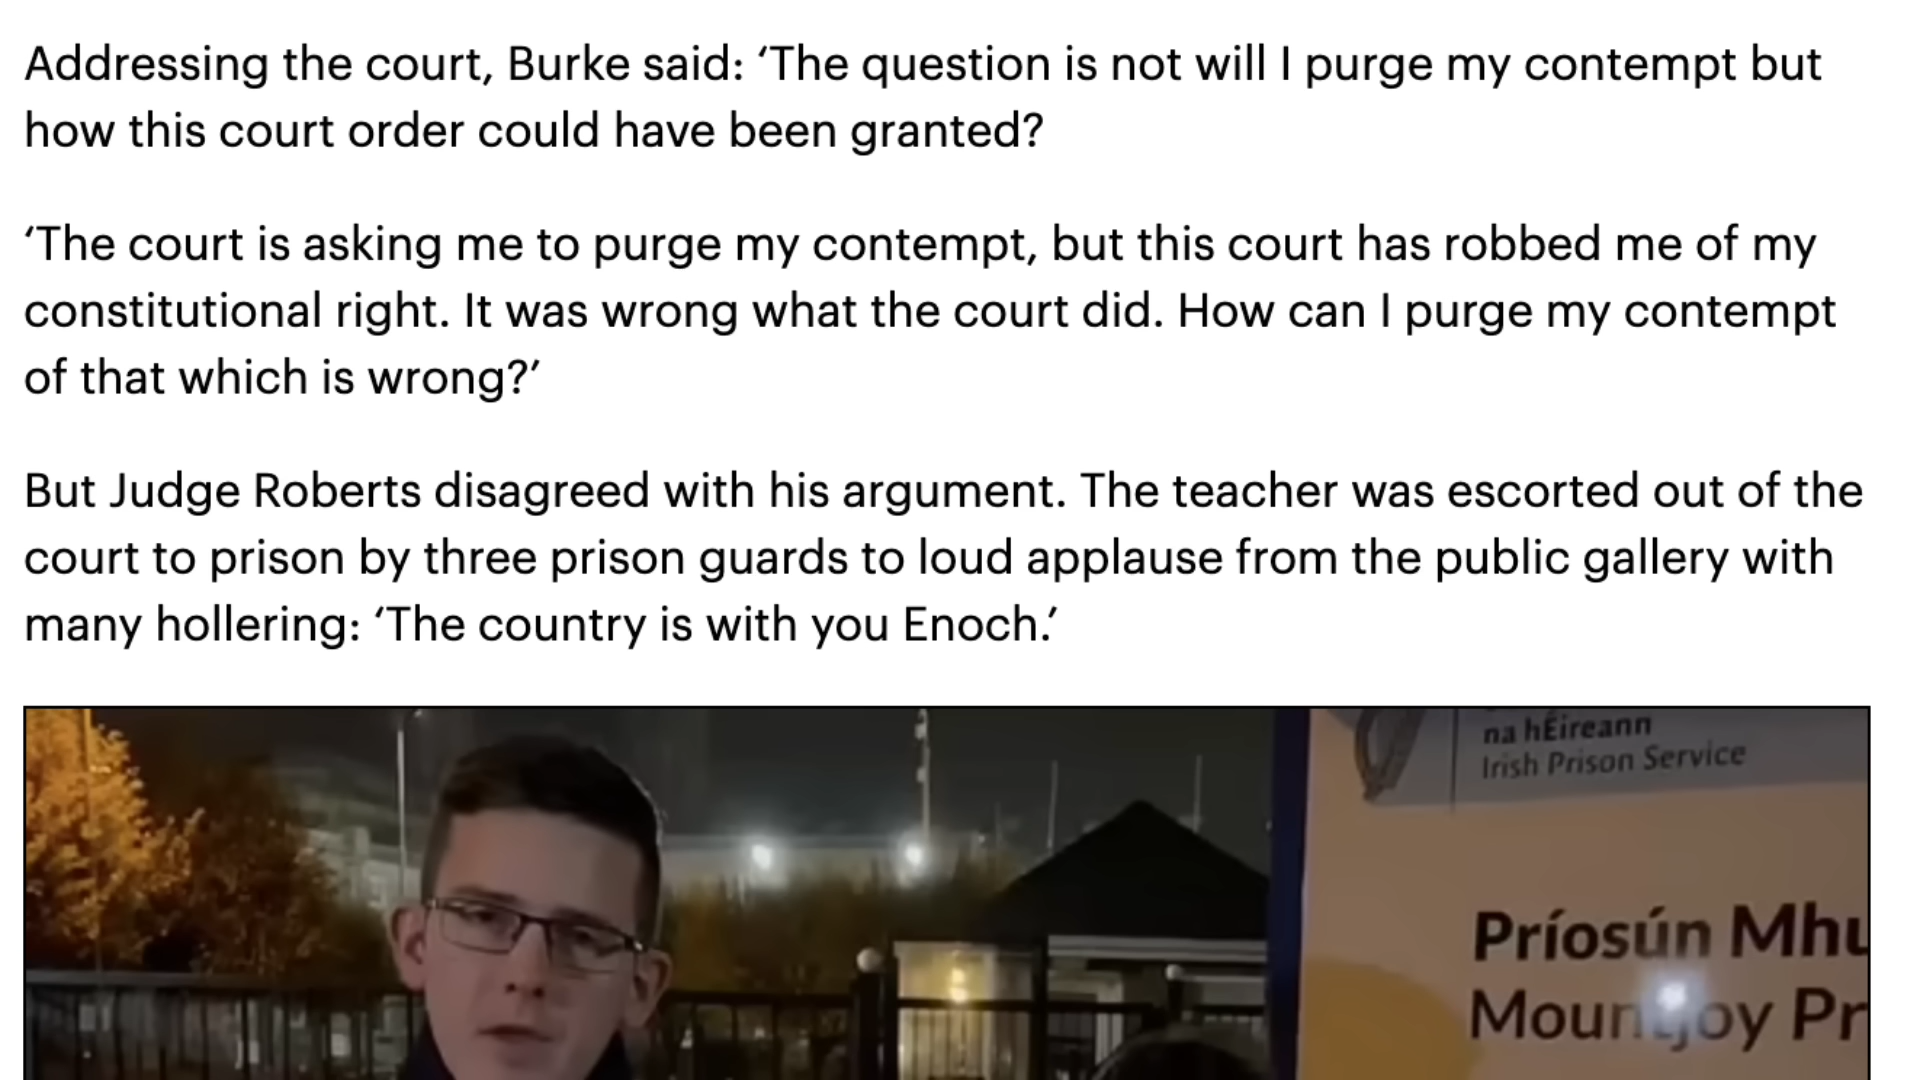 Addressing the court, Burke said: ‘The question is not will I purge my contempt but
how this court order could have been granted?
‘The court is asking me to purge my contempt, but this court has robbed me of my
constitutional right. It was wrong what the court did. How can I purge my contempt
of that which is wrong?’
But Judge Roberts disagreed with his argument. The teacher was escorted out of the
court to prison by three prison guards to loud applause from the public gallery with
many hollering: ‘The country is with you Enoch.’
na hÉireann
Irish Prison Service
Príosún Mhu
Mountjoy Pr